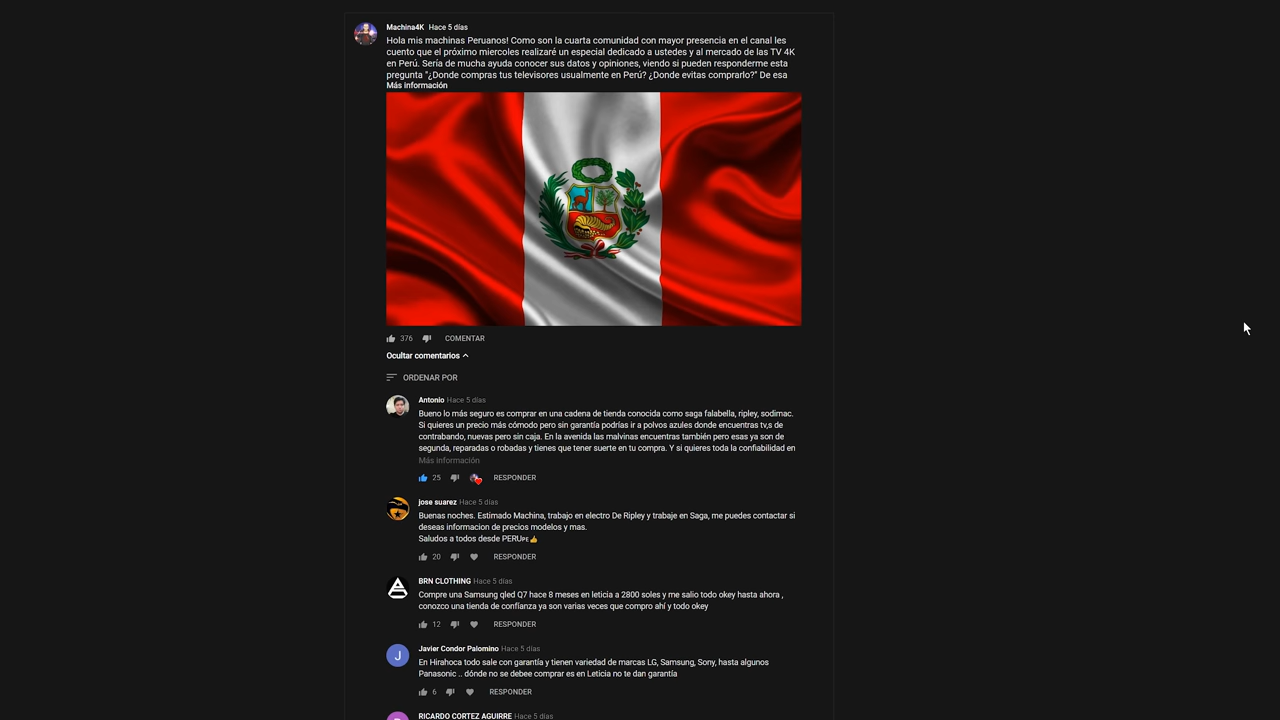 Machina4K Hace 5 días
Hola mis machinas Peruanos! Como son la cuarta comunidad con mayor presencia en el canal les
cuento que el próximo miercoles realizaré un especial dedicado a ustedes y al mercado de las TV 4K
en Perú. Sería de mucha ayuda conocer sus datos y opiniones, viendo si pueden responderme esta
pregunta "¿Donde compras tus televisores usualmente en Perú? ¿Donde evitas comprarlo?" De esa
Más información
376 COMENTAR
Ocultar comentarios
ORDENAR POR
Antonio Hace 5 días
Bueno lo más seguro es comprar en una cadena de tienda conocida como saga falabella, ripley, sodimac.
Si quieres un precio más cómodo pero sin garantía podrías ir a polvos azules donde encuentras tv,s de
contrabando, nuevas pero sin caja. En la avenida las malvinas encuentras también pero esas ya son de
segunda, reparadas o robadas y tienes que tener suerte en tu compra. Y si quieres toda la confiabilidad en
Más información
25 RESPONDER
jose suarez Hace 5 días
Buenas noches. Estimado Machina, trabajo en electro De Ripley y trabaje en Saga, me puedes contactar si
deseas informacion de precios modelos y mas.
Saludos a todos desde PERU🇵🇪👍
20 RESPONDER
BRN CLOTHING Hace 5 días
Compre una Samsung qled Q7 hace 8 meses en leticia a 2800 soles y me salio todo okey hasta ahora ,
conozco una tienda de confianza ya son varias veces que compro ahí y todo okey
12 RESPONDER
J
Javier Condor Palomino Hace 5 días
En Hirahoca todo sale con garantía y tienen variedad de marcas LG, Samsung, Sony, hasta algunos
Panasonic .. dónde no se debee comprar es en Leticia no te dan garantía
6 RESPONDER
RICARDO CORTEZ AGUIRRE Hace 5 días